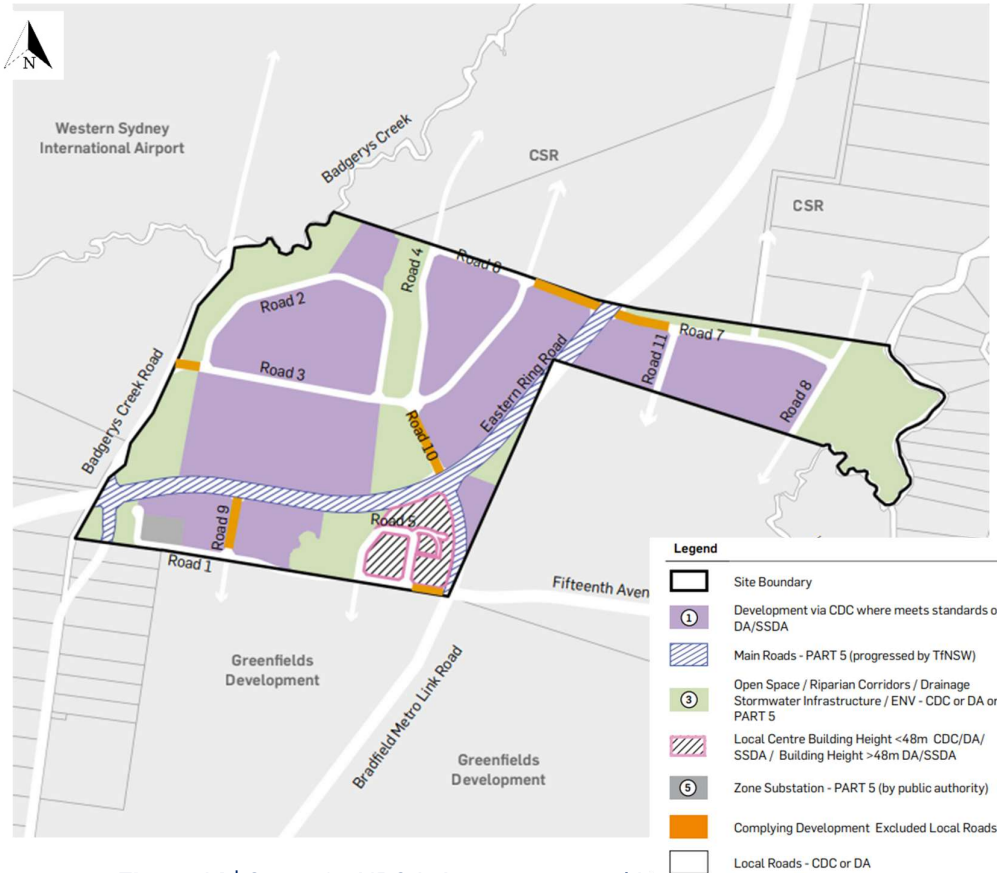 N
Western Sydney
International Airport
Badgerys Creek
CSR
CSR
Road 4
Road 6
Road 2
Road 3
Road 7
Road 11
Road 8
Eastern Ring Road
Badgerys Creek Road
Road 10
Road 9
Road 5
Road 1
Fifteenth Aven
Greenfields
Development
Bradfield Metro Link Road
Greenfields
Development
Legend
Site Boundary
1
Development via CDC where meets standards o
DA/SSDA
Main Roads - PART 5 (progressed by TfNSW)
3
Open Space / Riparian Corridors / Drainage
Stormwater Infrastructure / ENV - CDC or DA or
PART 5
Local Centre Building Height <48m CDC/DA/
SSDA / Building Height >48m DA/SSDA
5
Zone Substation - PART 5 (by public authority)
Complying Development Excluded Local Roads
Local Roads - CDC or DA